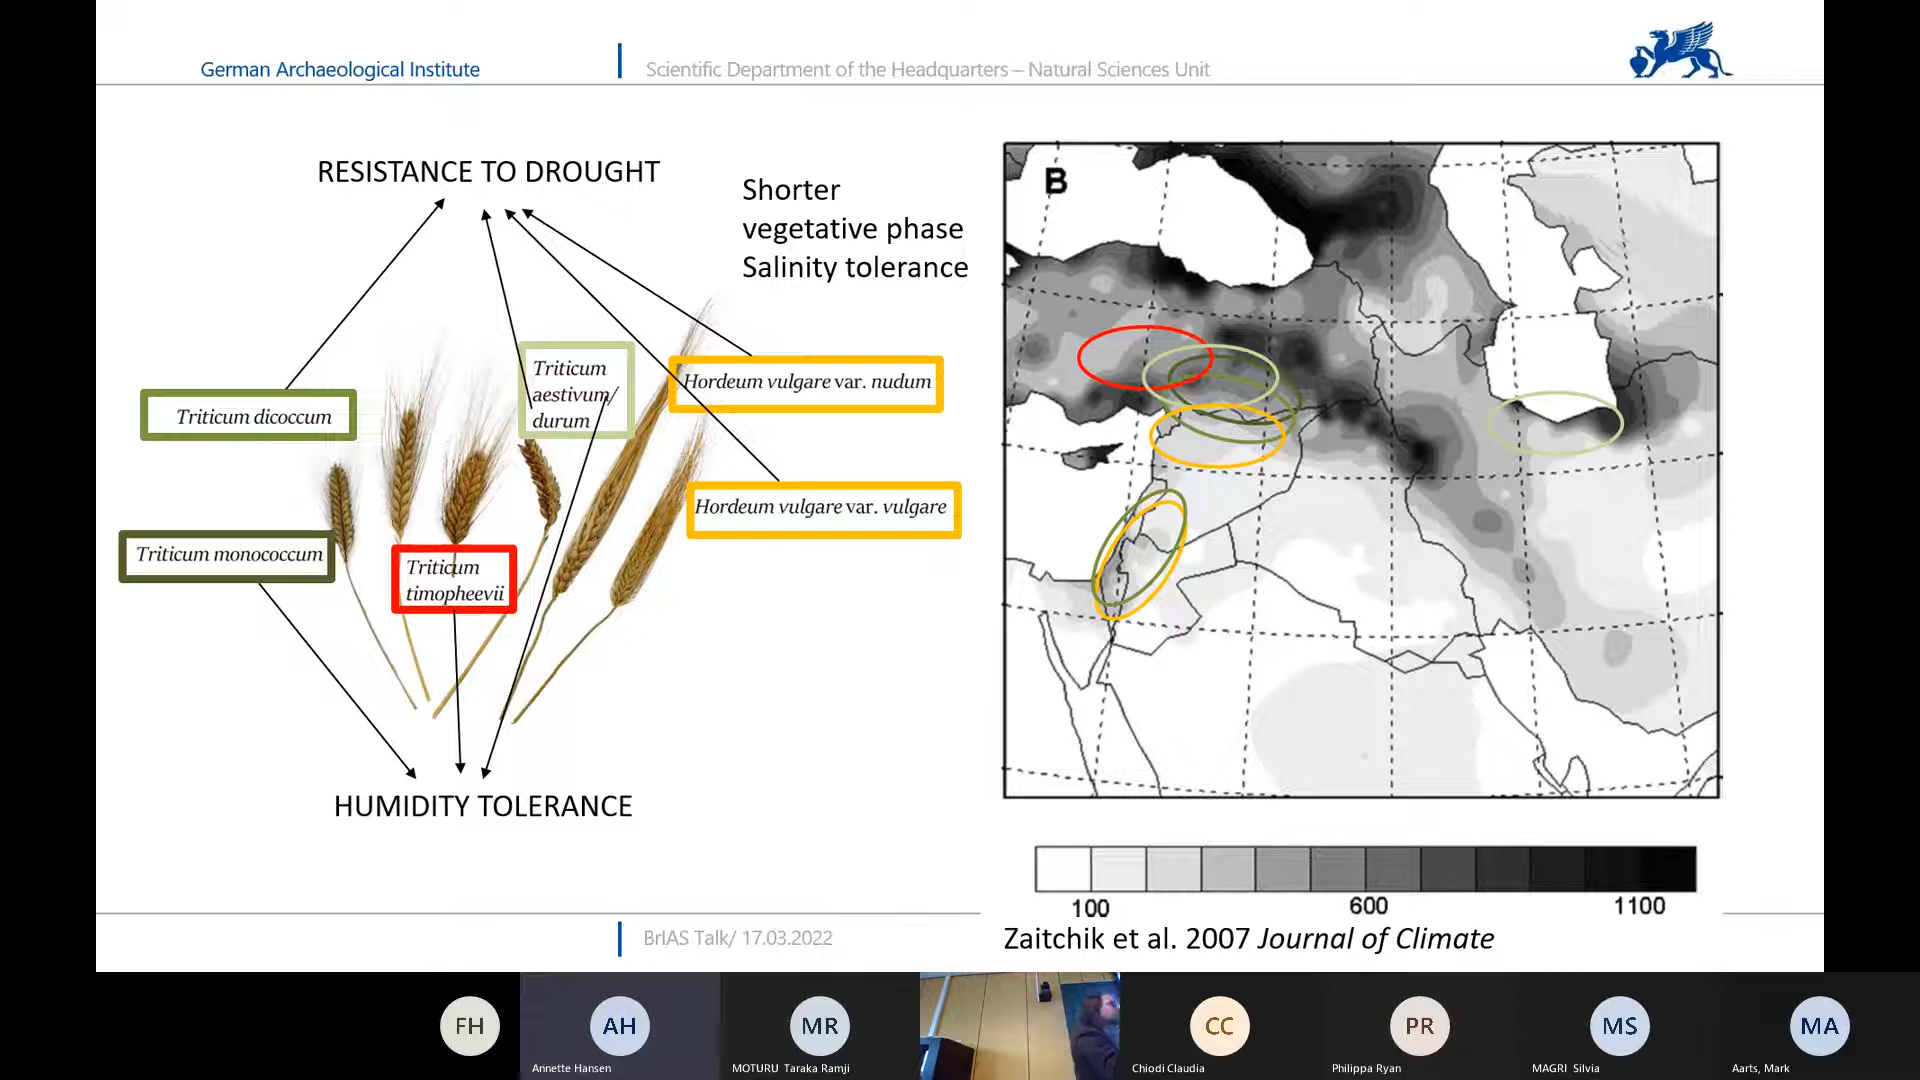 German Archaeological Institute
Scientific Department of the Headquarters – Natural Sciences Unit
RESISTANCE TO DROUGHT
Shorter
vegetative phase
Salinity tolerance
Triticum
aestivum/
durum
Hordeum vulgare var. nudum
Triticum dicoccum
Hordeum vulgare var. vulgare
Triticum monococcum
Triticum
timopheevii
HUMIDITY TOLERANCE
B
100 600 1100
Zaitchik et al. 2007 Journal of Climate
BrIAS Talk/ 17.03.2022
FH
AH
Annette Hansen
MR
MOTURU Taraka Ramji
CC
Chiodi Claudia
PR
Philippa Ryan
MS
MAGRI Silvia
MA
Aarts, Mark